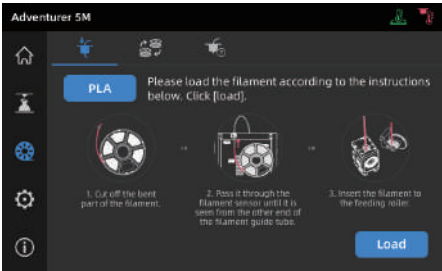 Adventurer 5M
PLA
Please load the filament according to the instructions
below. Click [load].
1. Cut off the bent
part of the filament.
2. Pass it through the
filament sensor until it is
seen from the other end of
the filament guide tube.
3. Insert the filament to
the feeding roller.
Load